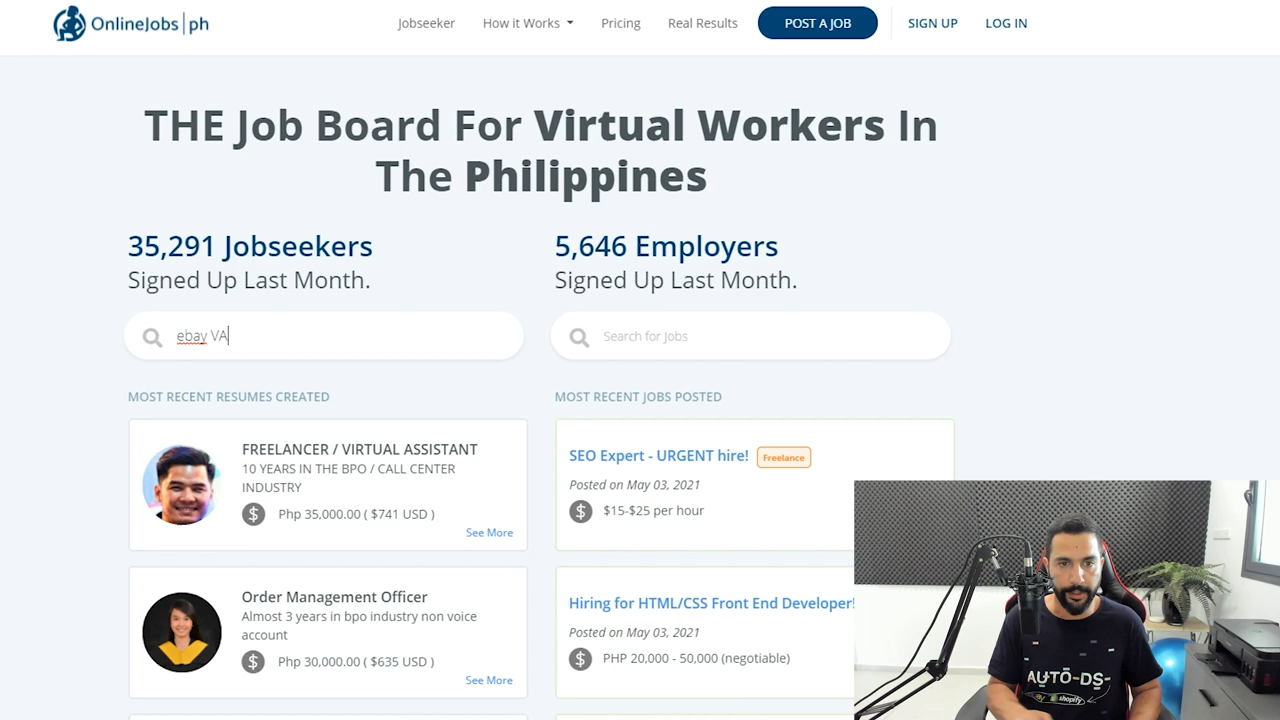 OnlineJobs|ph
Jobseeker
How it Works
Pricing
Real Results
POST A JOB
SIGN UP
LOG IN
THE Job Board For Virtual Workers In
The Philippines
35,291 Jobseekers
Signed Up Last Month.
5,646 Employers
Signed Up Last Month.
ebay VA
Search for Jobs
MOST RECENT RESUMES CREATED
FREELANCER / VIRTUAL ASSISTANT
10 YEARS IN THE BPO / CALL CENTER
INDUSTRY
$ Php 35,000.00 ( $741 USD )
See More
Order Management Officer
Almost 3 years in bpo industry non voice
account
$ Php 30,000.00 ( $635 USD )
See More
MOST RECENT JOBS POSTED
SEO Expert - URGENT hire! Freelance
Posted on May 03, 2021
$ $15-$25 per hour
Hiring for HTML/CSS Front End Developer!
Posted on May 03, 2021
$ PHP 20,000 - 50,000 (negotiable)
AUTO-DS-
shopify